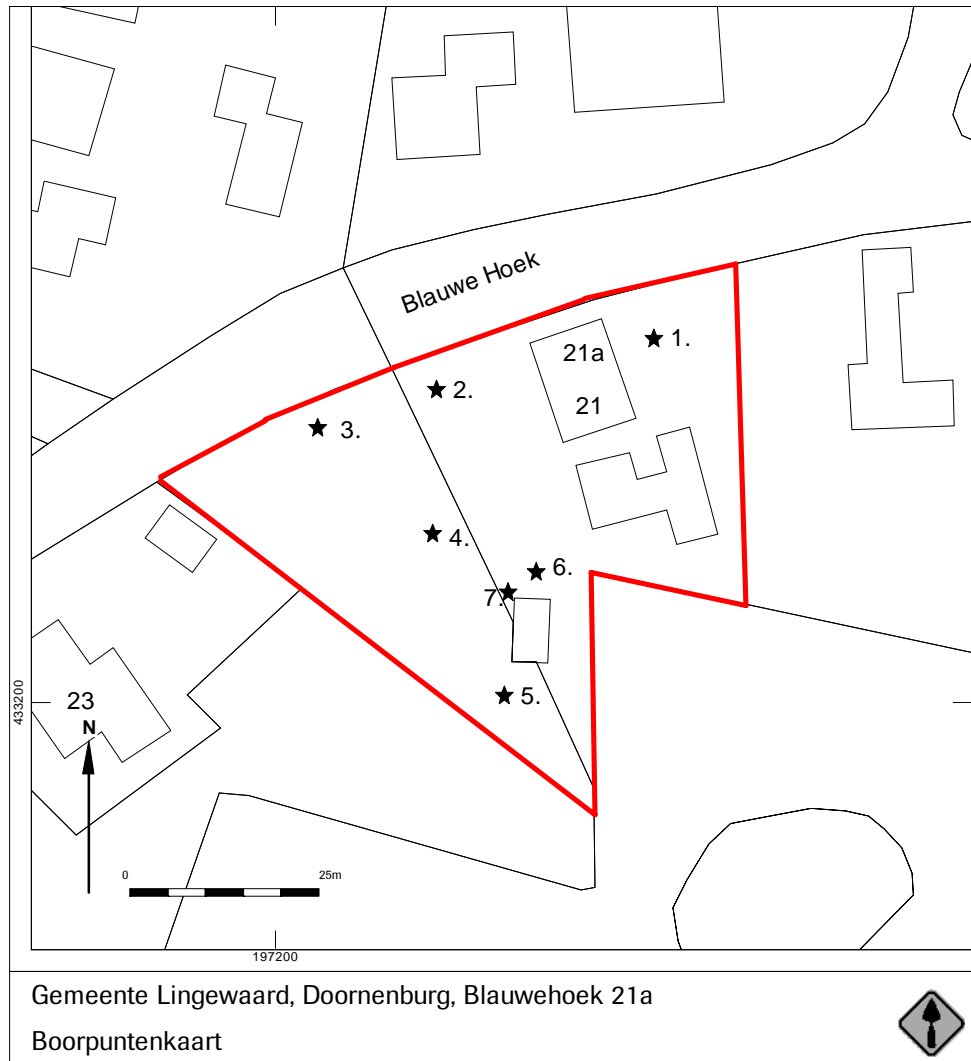 Blauwe Hoek
21a
1.
21
2.
3.
4.
6.
7.
5.
433200
23
N
0 25m
197200
Gemeente Lingewaard, Doornenburg, Blauwehoek 21a
Boorpuntenkaart